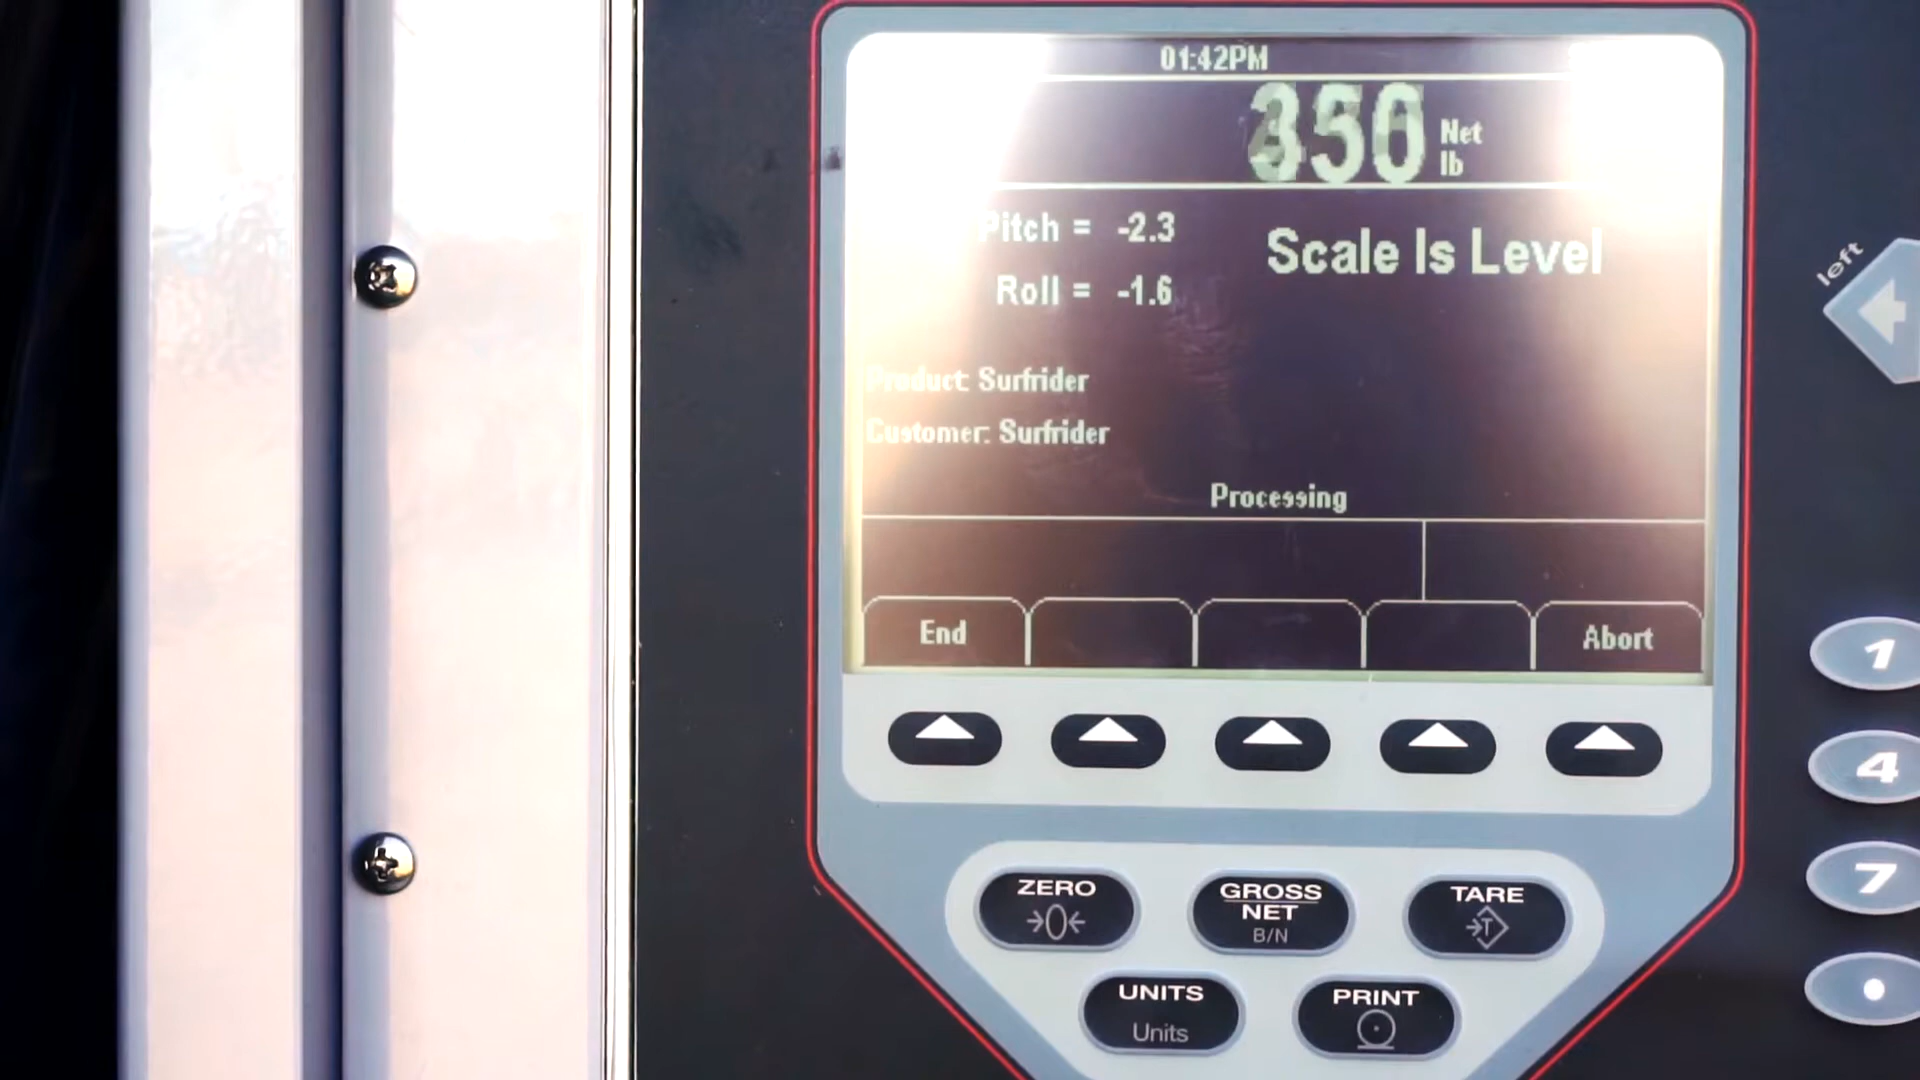 01:42PM
Net
lb
Pitch = -2.3
Scale Is Level
Roll = -1.6
Product: Surfrider
Customer: Surfrider
Processing
End
Abort
left
1
4
7
ZERO
→0←
GROSS
NET
B/N
TARE
→T
UNITS
Units
PRINT